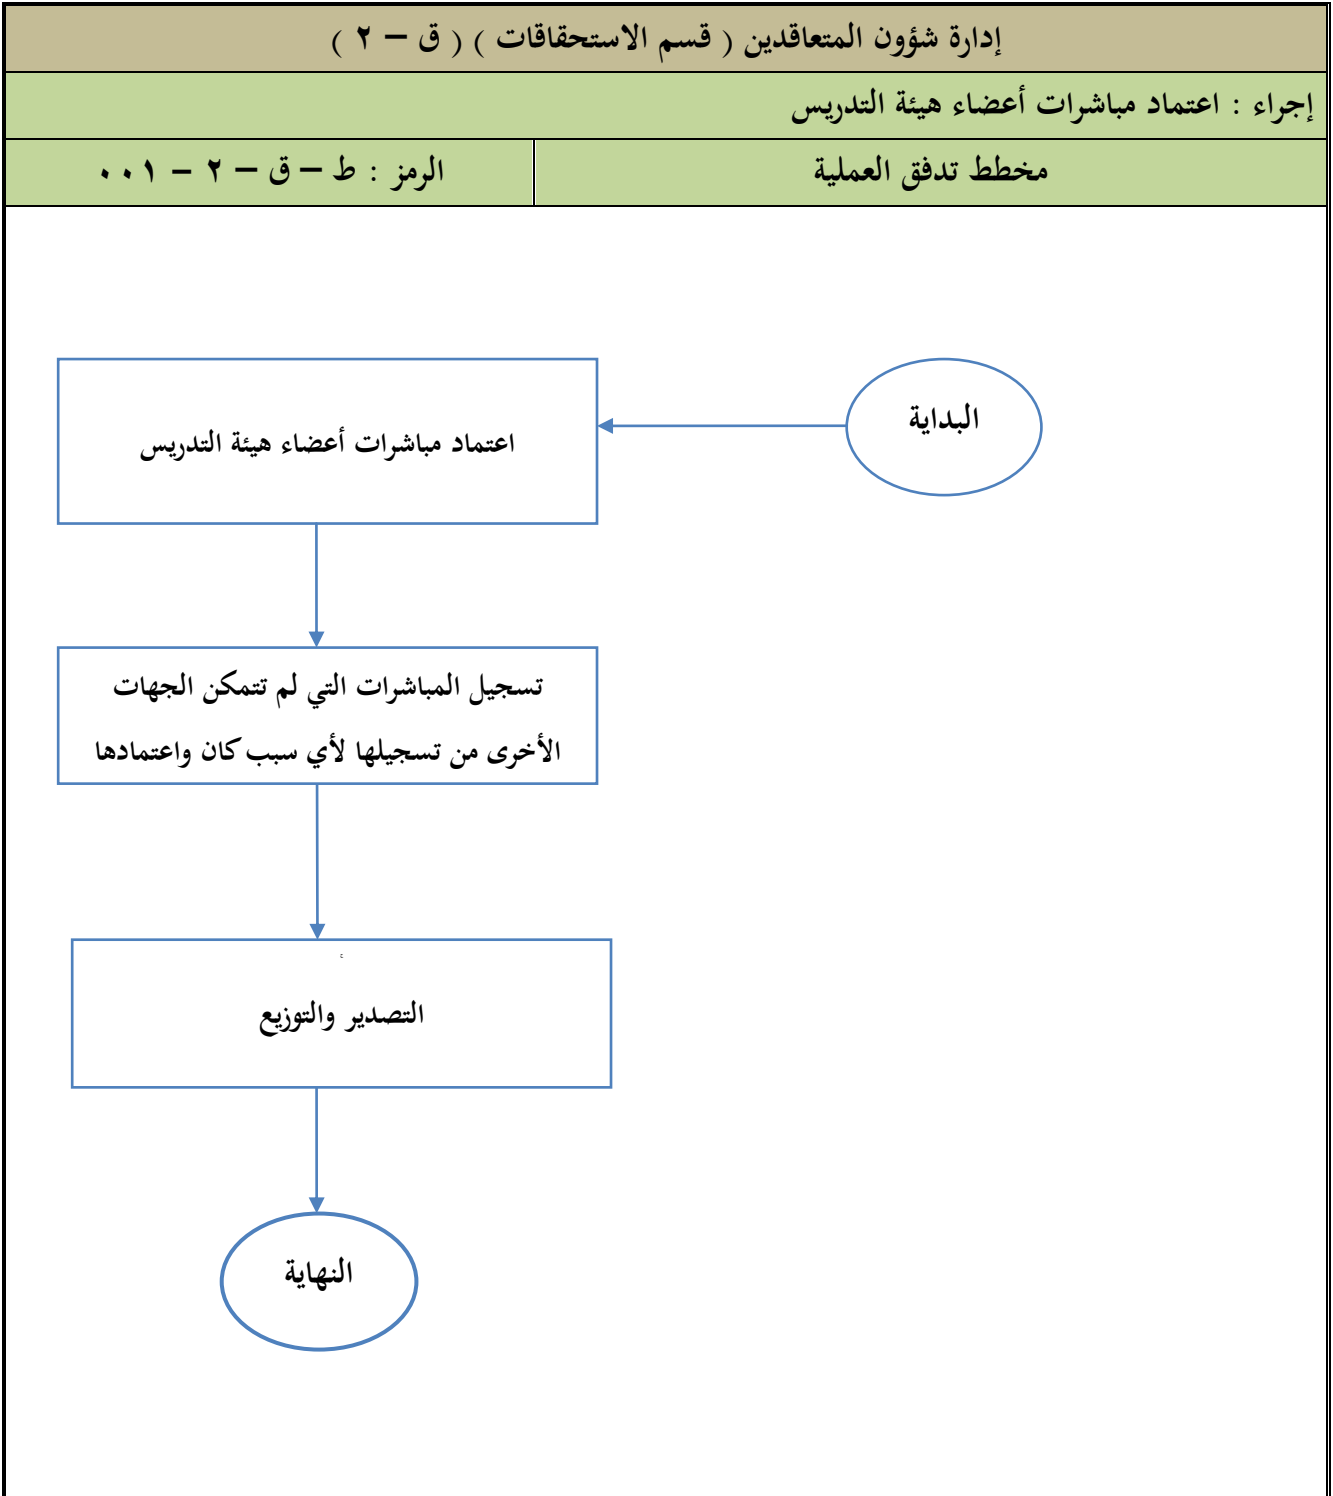 إدارة شؤون المتعاقدين ( قسم الاستحقاقات ) ( ق – ٢ )
إجراء : اعتماد مباشرات أعضاء هيئة التدريس
مخطط تدفق العملية
الرمز : ط – ق – ٢ – ٠٠١
البداية
اعتماد مباشرات أعضاء هيئة التدريس
تسجيل المباشرات التي لم تتمكن الجهات
الأخرى من تسجيلها لأي سبب كان واعتمادها
التصدير والتوزيع
النهاية